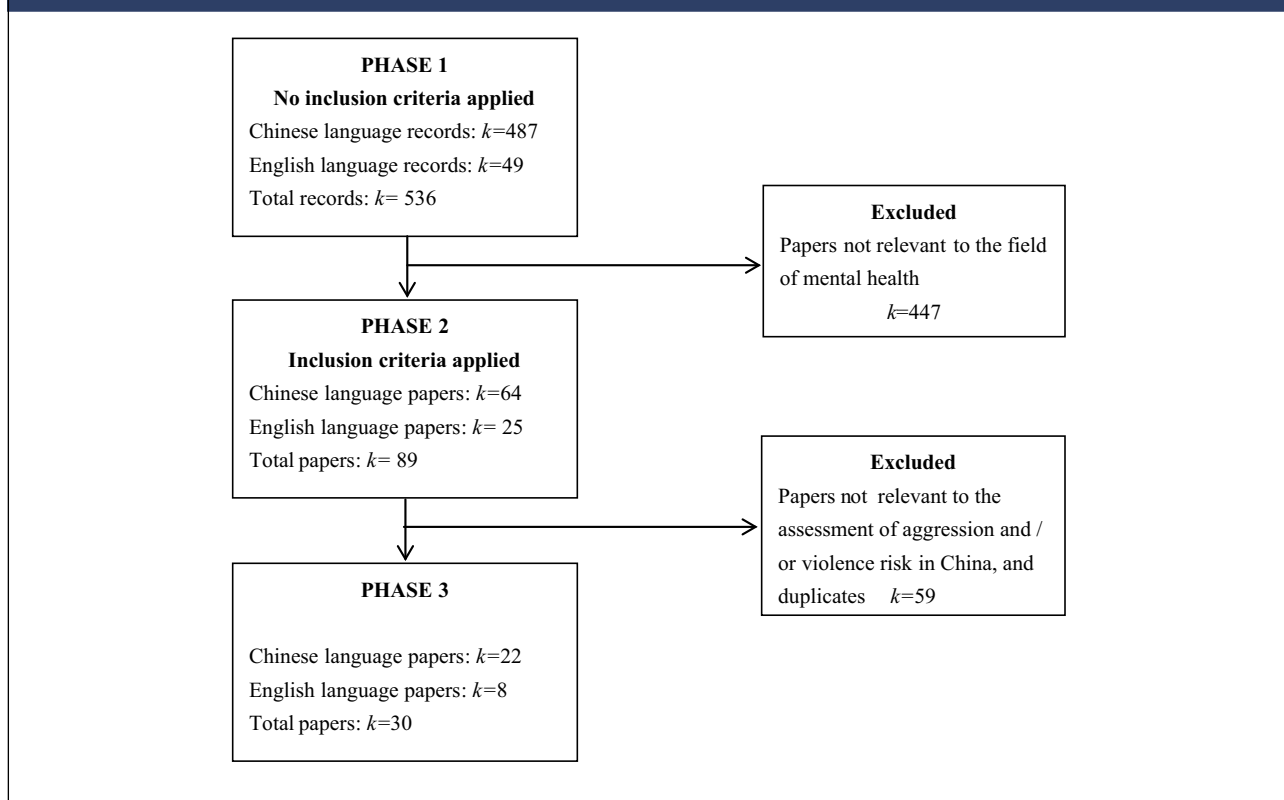 PHASE 1
No inclusion criteria applied
Chinese language records: k=487
English language records: k=49
Total records: k= 536
Excluded
Papers not relevant to the field
of mental health
k=447
PHASE 2
Inclusion criteria applied
Chinese language papers: k=64
English language papers: k= 25
Total papers: k= 89
Excluded
Papers not relevant to the
assessment of aggression and /
or violence risk in China, and
duplicates k=59
PHASE 3
Chinese language papers: k=22
English language papers: k=8
Total papers: k=30